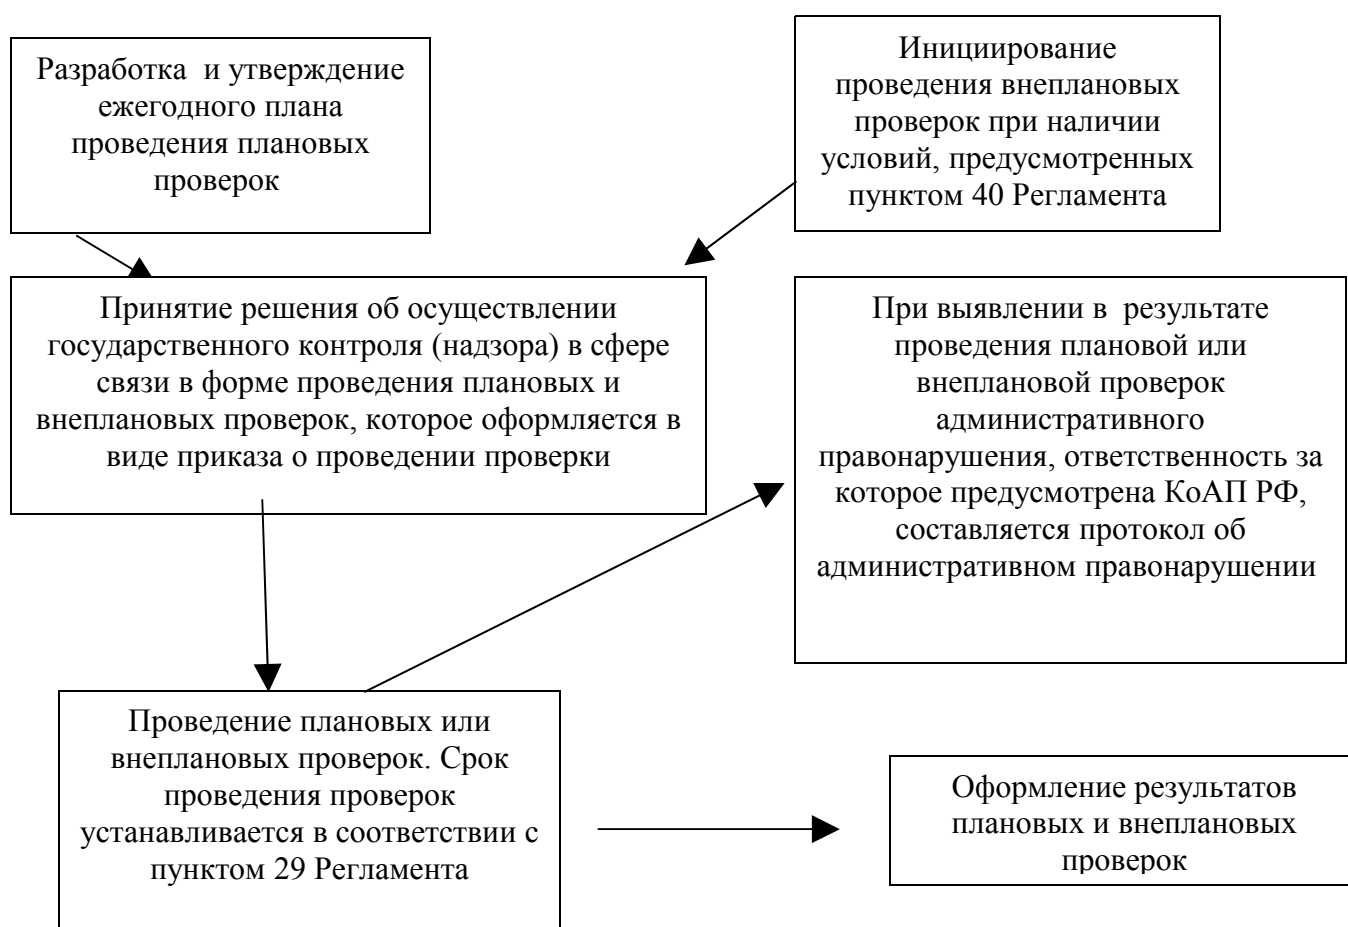 Разработка и утверждение
ежегодного плана
проведения плановых
проверок
Инициирование
проведения внеплановых
проверок при наличии
условий, предусмотренных
пунктом 40 Регламента
Принятие решения об осуществлении
государственного контроля (надзора) в сфере
связи в форме проведения плановых и
внеплановых проверок, которое оформляется в
виде приказа о проведении проверки
При выявлении в результате
проведения плановой или
внеплановой проверок
административного
правонарушения, ответственность за
которое предусмотрена КоАП РФ,
составляется протокол об
административном правонарушении
Проведение плановых или
внеплановых проверок. Срок
проведения проверок
устанавливается в соответствии с
пунктом 29 Регламента
Оформление результатов
плановых и внеплановых
проверок